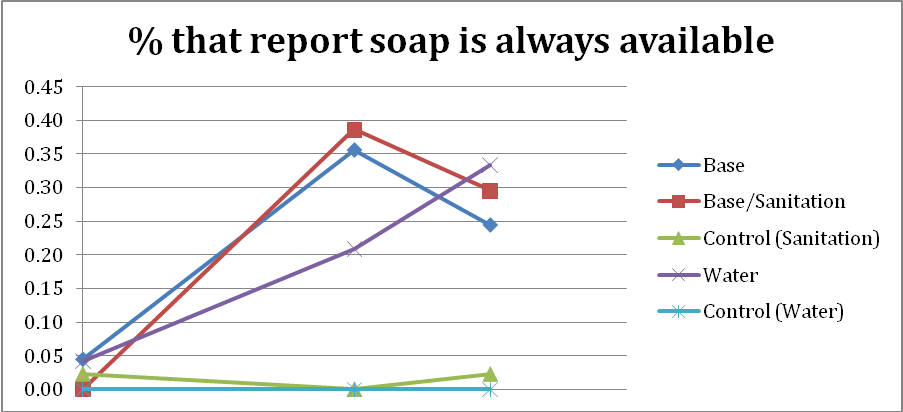 % that report soap is always available
0.45
0.40
0.35
0.30
0.25
0.20
0.15
0.10
0.05
0.00
Base
Base/Sanitation
Control (Sanitation)
Water
Control (Water)